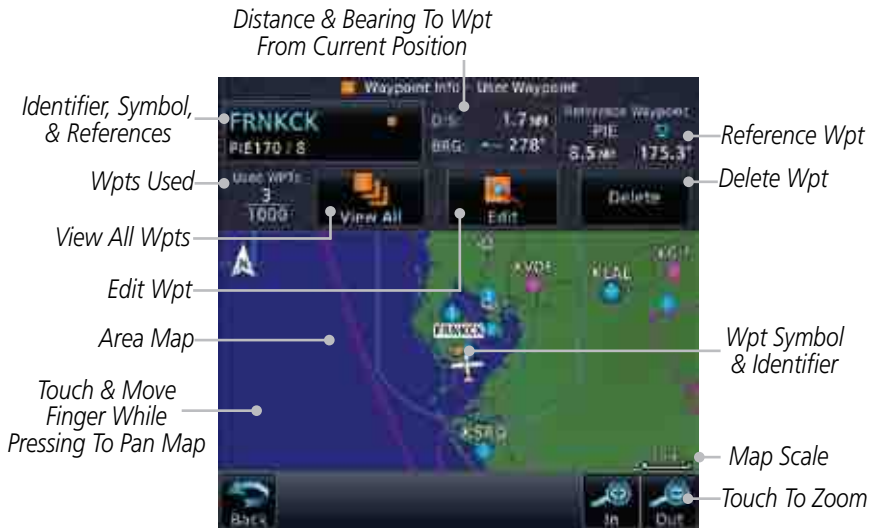 Distance & Bearing To Wpt
From Current Position
Waypoint Info User Waypoint
Identifier, Symbol,
& References
FRNKCK
PIE170 / 8
DIS: 1.7 NM
BRG: 278°
Reference Waypoint
PIE
8.5 NM 175.3°
Reference Wpt
Wpts Used
Used WPTs
3
1000
View All
Edit
Delete
Delete Wpt
View All Wpts
Edit Wpt
Area Map
N
KVDF
KLAL
FRNKCK
KSRQ
Wpt Symbol
& Identifier
Touch & Move
Finger While
Pressing To Pan Map
Map Scale
Back
In
Out
Touch To Zoom